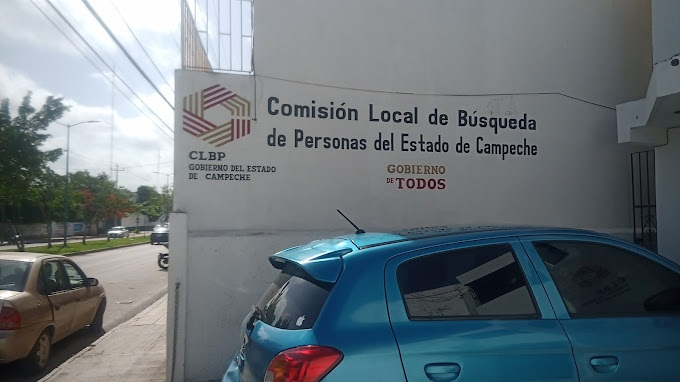 Comisión Local de Búsqueda
de Personas del Estado de Campeche
CLBP
GOBIERNO DEL ESTADO
DE CAMPECHE
GOBIERNO
DE TODOS